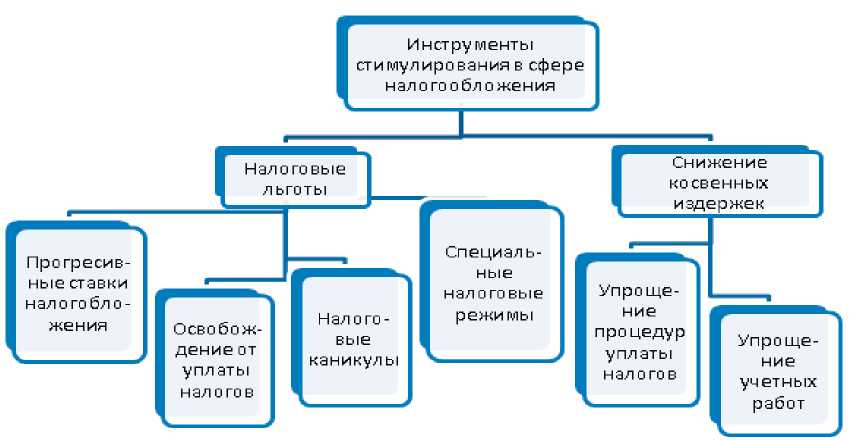 Инструменты
стимулирования в сфере
налогообложения
Налоговые
льготы
Снижение
косвенных
издержек
Прогресив-
ные ставки
налогобло-
жения
Освобож-
дение от
уплаты
налогов
Налого-
вые
каникулы
Специаль-
ные
налоговые
режимы
Упроще-
ние
процедур
уплаты
налогов
Упроще-
ние
учетных
работ